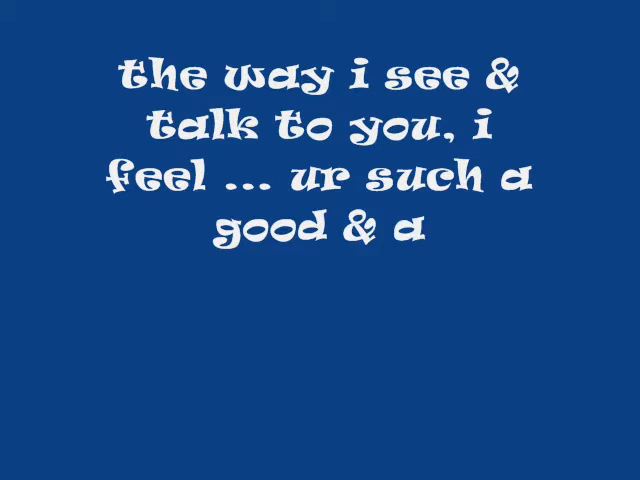 the way i see &
talk to you, i
feel ... ur such a
good & a